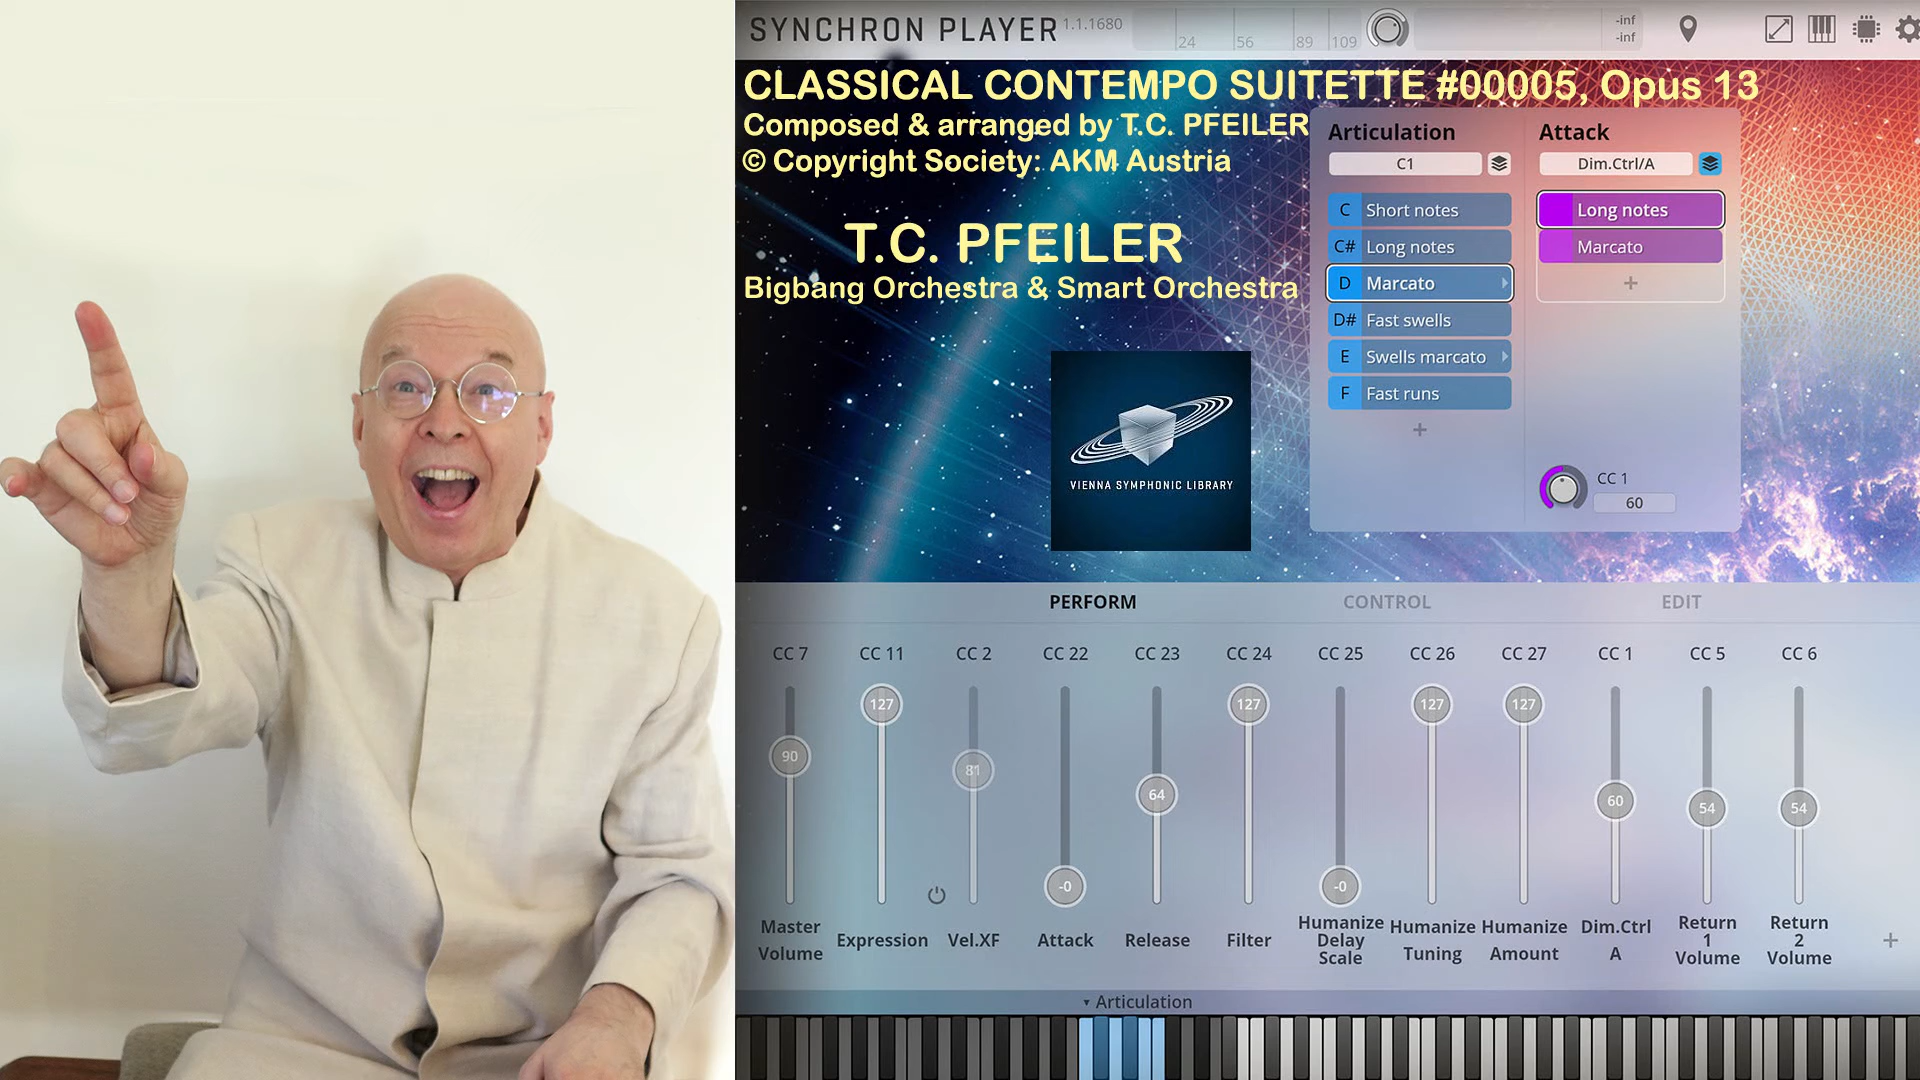 SYNCHRON PLAYER 1.1.1680
24 56 89 109
-inf
-inf
CLASSICAL CONTEMPO SUITETTE #00005, Opus 13
Composed & arranged by T.C. PFEILER
© Copyright Society: AKM Austria
T.C. PFEILER
Bigbang Orchestra & Smart Orchestra
VIENNA SYMPHONIC LIBRARY
Articulation
C1
C Short notes
C# Long notes
D Marcato
D# Fast swells
E Swells marcato
F Fast runs
+
Attack
Dim.Ctrl/A
Long notes
Marcato
+
CC 1
60
PERFORM CONTROL EDIT
CC 7 CC 11 CC 2 CC 22 CC 23 CC 24 CC 25 CC 26 CC 27 CC 1 CC 5 CC 6
90 127 81 -0 64 127 -0 127 127 60 54 54
Master Volume
Expression
Vel.XF
Attack
Release
Filter
Humanize Delay Scale
Humanize Tuning
Humanize Amount
Dim.Ctrl A
Return 1 Volume
Return 2 Volume
+
Articulation